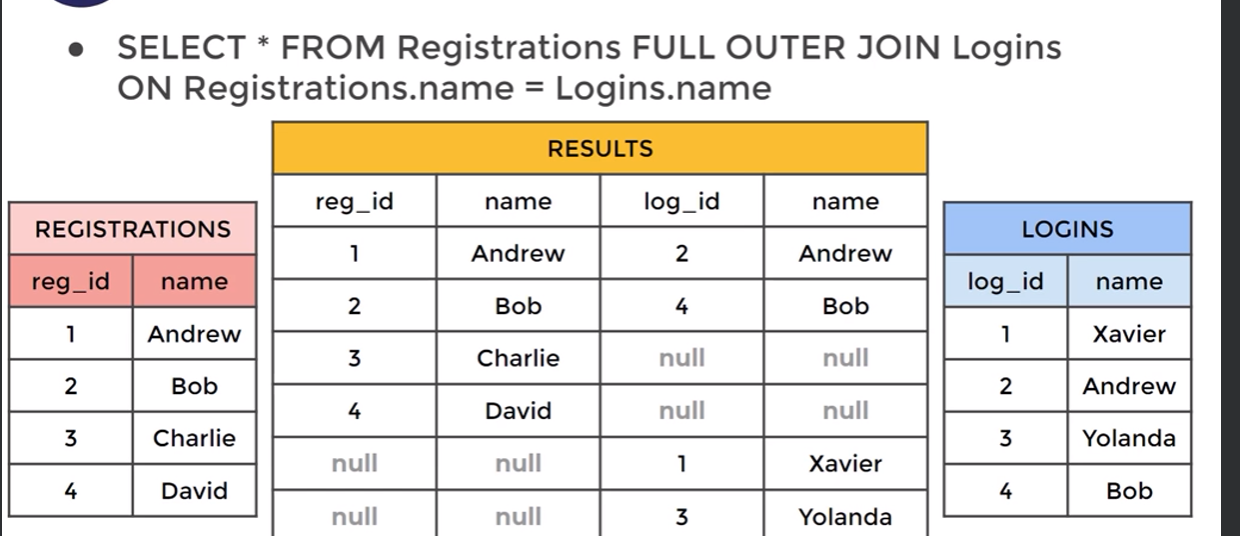 • SELECT * FROM Registrations FULL OUTER JOIN Logins
ON Registrations.name = Logins.name
REGISTRATIONS
reg_id name
1 Andrew
2 Bob
3 Charlie
4 David
RESULTS
reg_id name log_id name
1 Andrew 2 Andrew
2 Bob 4 Bob
3 Charlie null null
4 David null null
null null 1 Xavier
null null 3 Yolanda
LOGINS
log_id name
1 Xavier
2 Andrew
3 Yolanda
4 Bob